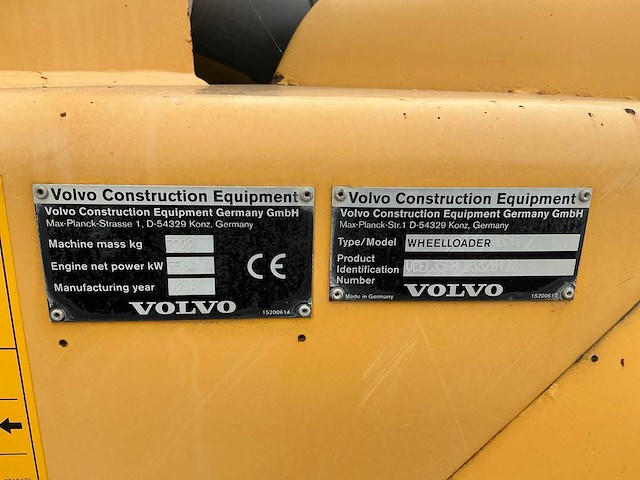 Volvo Construction Equipment
Volvo Construction Equipment Germany GmbH
Max-Planck-Strasse 1, D-54329 Konz, Germany
Machine mass kg
Engine net power kW
Manufacturing year
CE
VOLVO
15200614
Volvo Construction Equipment
Volvo Construction Equipment Germany GmbH
Max-Planck-Str.1 D-54329 Konz, Germany
Type/Model WHEELLOADER
Product
Identification
Number
Made in Germany
VOLVO
15200613